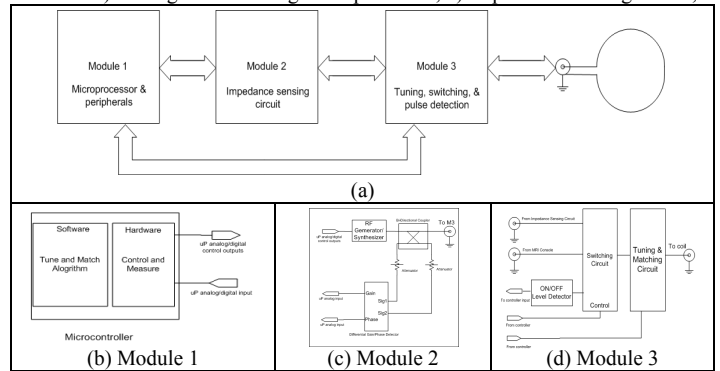 Module 1
Microprocessor &
peripherals
Module 2
Impedance sensing
circuit
Module 3
Tuning, switching, &
pulse detection
(a)
Software
Tune and Match
Alogrithm
Hardware
Control and
Measure
uP analog/digital
control outputs
uP analog/digital input
Microcontroller
(b) Module 1
uP analog/digital
control outputs
RF
Generator/
Synthesizer
To M3
Attenuator
Attenuator
uP analog input
Gain
Sig1
Sig2
uP analog input
Phase
Differential Gain/Phase Detector
(c) Module 2
From Impedance Sensing Circuit
From MRI Console
Switching
Circuit
Tuning &
Matching
Circuit
To coil
ON/OFF
Level Detector
To controller input
Control
From controller
From controller
(d) Module 3